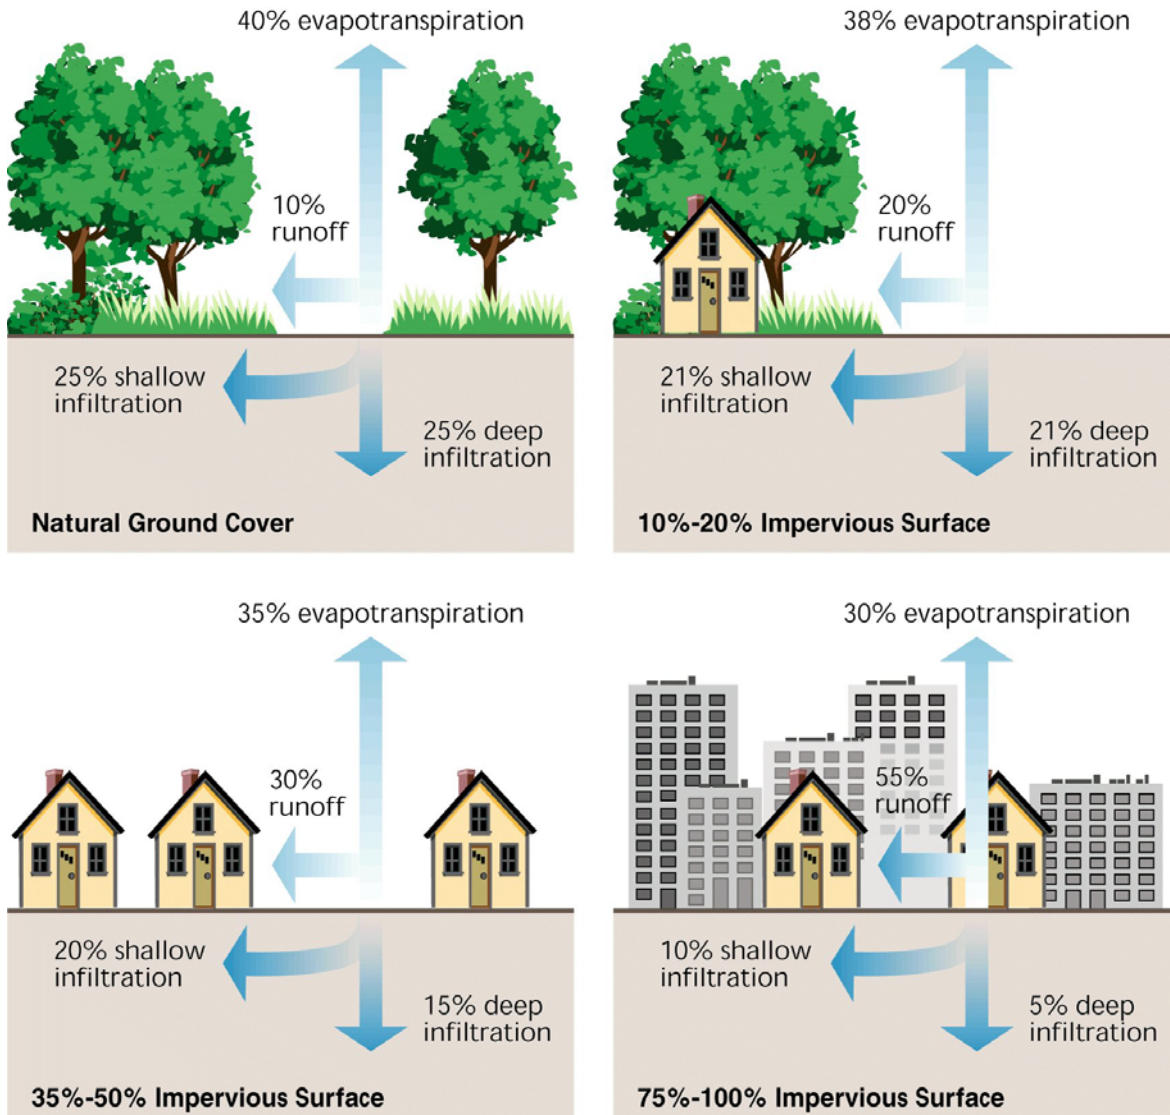 40% evapotranspiration
10%
runoff
25% shallow
infiltration
25% deep
infiltration
Natural Ground Cover
38% evapotranspiration
20%
runoff
21% shallow
infiltration
21% deep
infiltration
10%-20% Impervious Surface
35% evapotranspiration
30%
runoff
20% shallow
infiltration
15% deep
infiltration
35%-50% Impervious Surface
30% evapotranspiration
55%
runoff
10% shallow
infiltration
5% deep
infiltration
75%-100% Impervious Surface